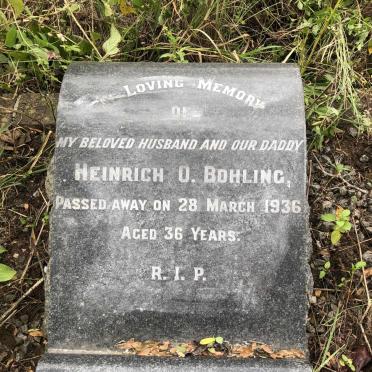 In Loving Memory
OF
MY BELOVED HUSBAND AND OUR DADDY
HEINRICH O. BOHLING,
PASSED AWAY ON 28 MARCH 1936
AGED 36 YEARS.
R. I. P.